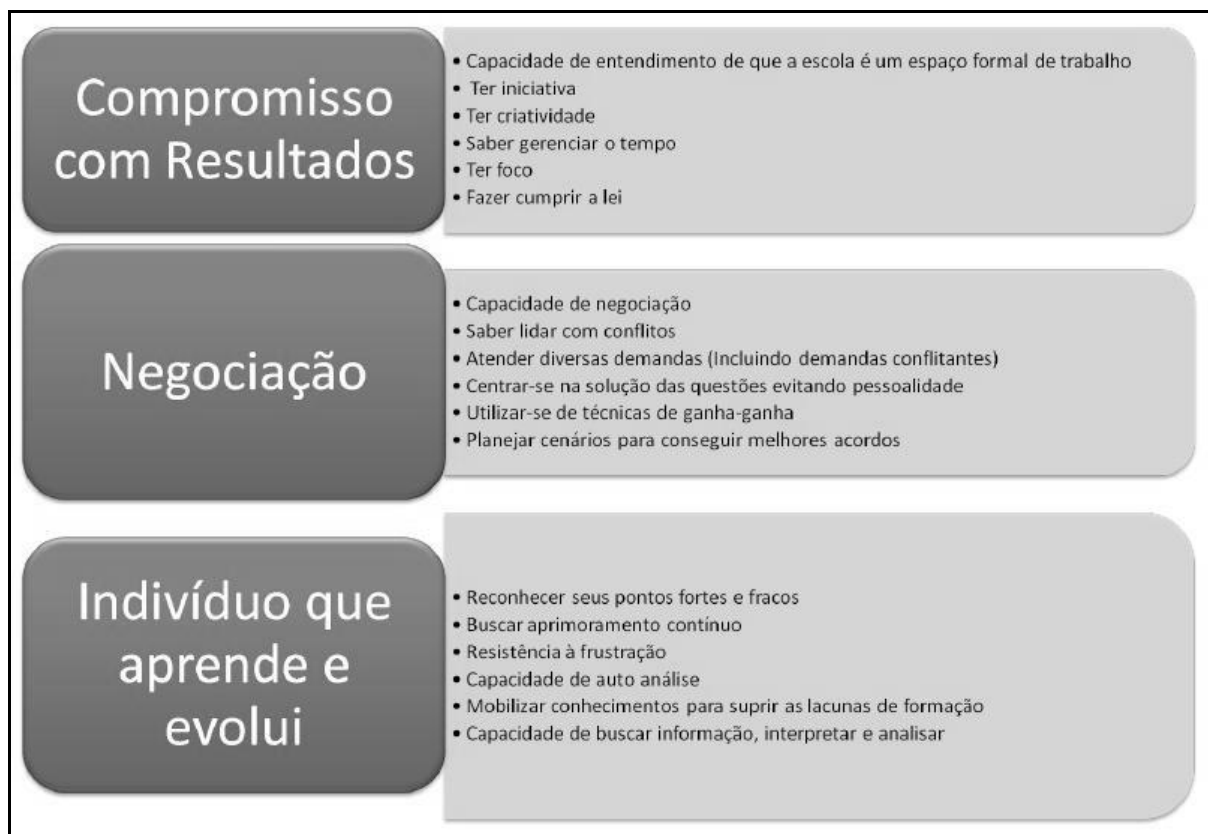 Compromisso
com Resultados
• Capacidade de entendimento de que a escola é um espaço formal de trabalho
• Ter iniciativa
• Ter criatividade
• Saber gerenciar o tempo
• Ter foco
• Fazer cumprir a lei
Negociação
• Capacidade de negociação
• Saber lidar com conflitos
• Atender diversas demandas (Incluindo demandas conflitantes)
• Centrar-se na solução das questões evitando pessoalidade
• Utilizar-se de técnicas de ganha-ganha
• Planejar cenários para conseguir melhores acordos
Indivíduo que
aprende e
evolui
• Reconhecer seus pontos fortes e fracos
• Buscar aprimoramento contínuo
• Resistência à frustração
• Capacidade de auto análise
• Mobilizar conhecimentos para suprir as lacunas de formação
• Capacidade de buscar informação, interpretar e analisar